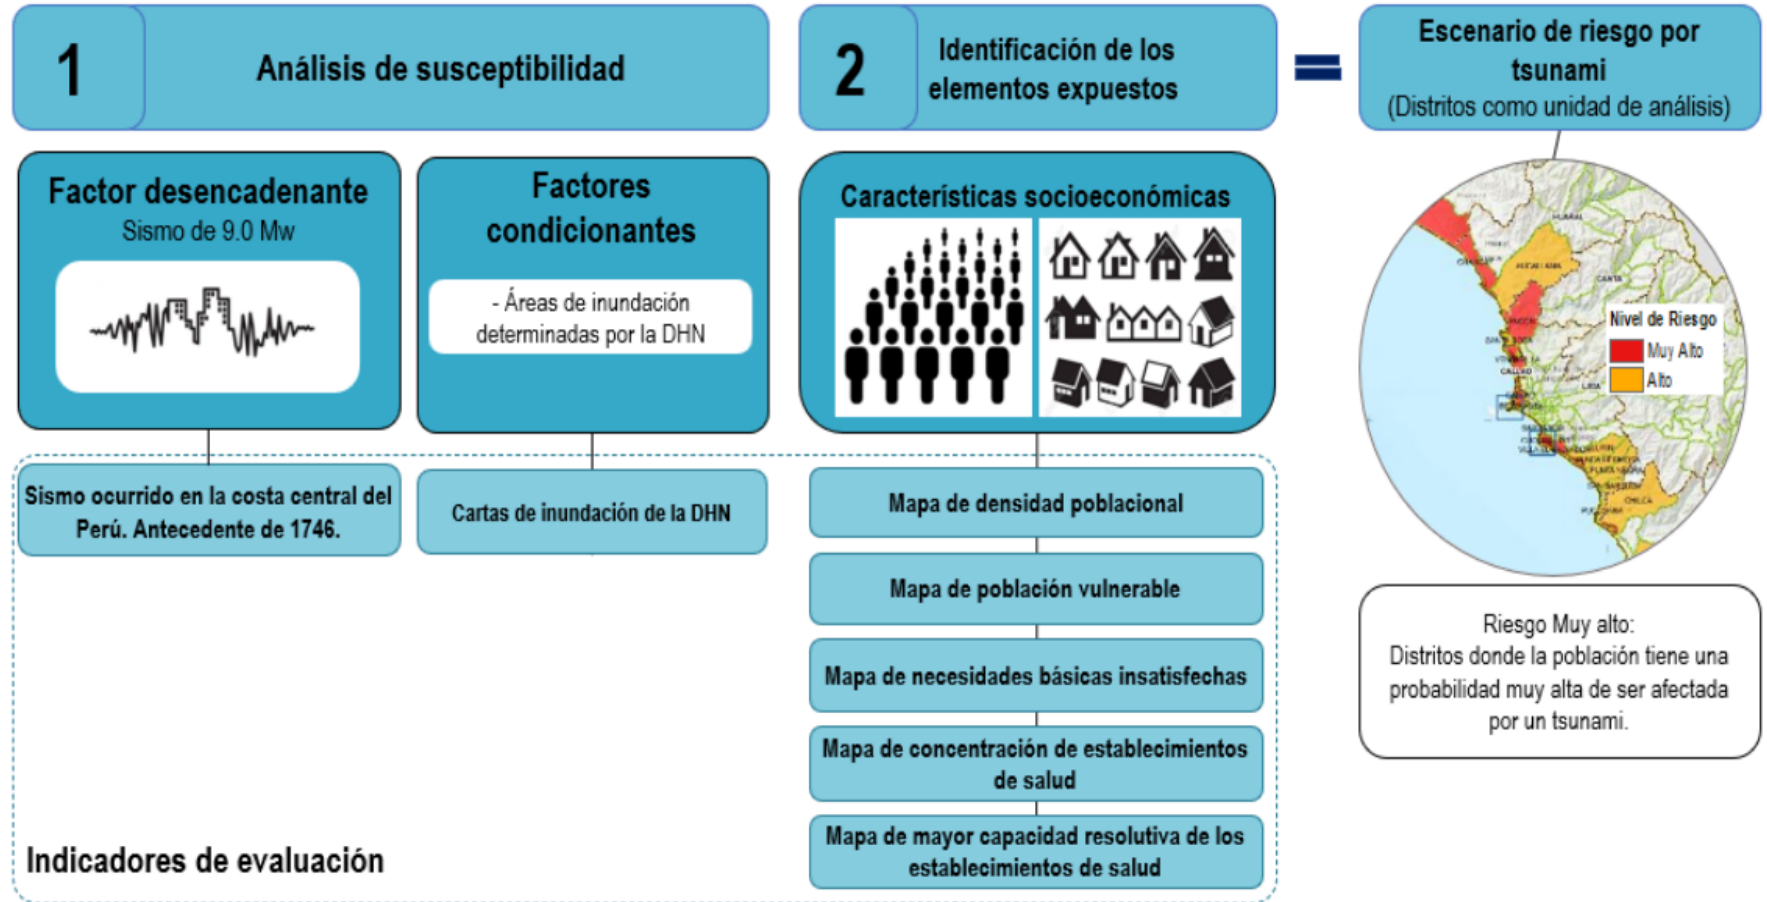 1
Análisis de susceptibilidad
2
Identificación de los
elementos expuestos
Escenario de riesgo por
tsunami
(Distritos como unidad de análisis)
Factor desencadenante
Sismo de 9.0 Mw
Factores
condicionantes
- Áreas de inundación
determinadas por la DHN
Características socioeconómicas
HUARAL
CANTA
Nivel de Riesgo
Muy Alto
Alto
CALLAO
LIMA
CHILCA
Sismo ocurrido en la costa central del
Perú. Antecedente de 1746.
Cartas de inundación de la DHN
Mapa de densidad poblacional
Mapa de población vulnerable
Mapa de necesidades básicas insatisfechas
Mapa de concentración de establecimientos
de salud
Mapa de mayor capacidad resolutiva de los
establecimientos de salud
Indicadores de evaluación
Riesgo Muy alto:
Distritos donde la población tiene una
probabilidad muy alta de ser afectada
por un tsunami.